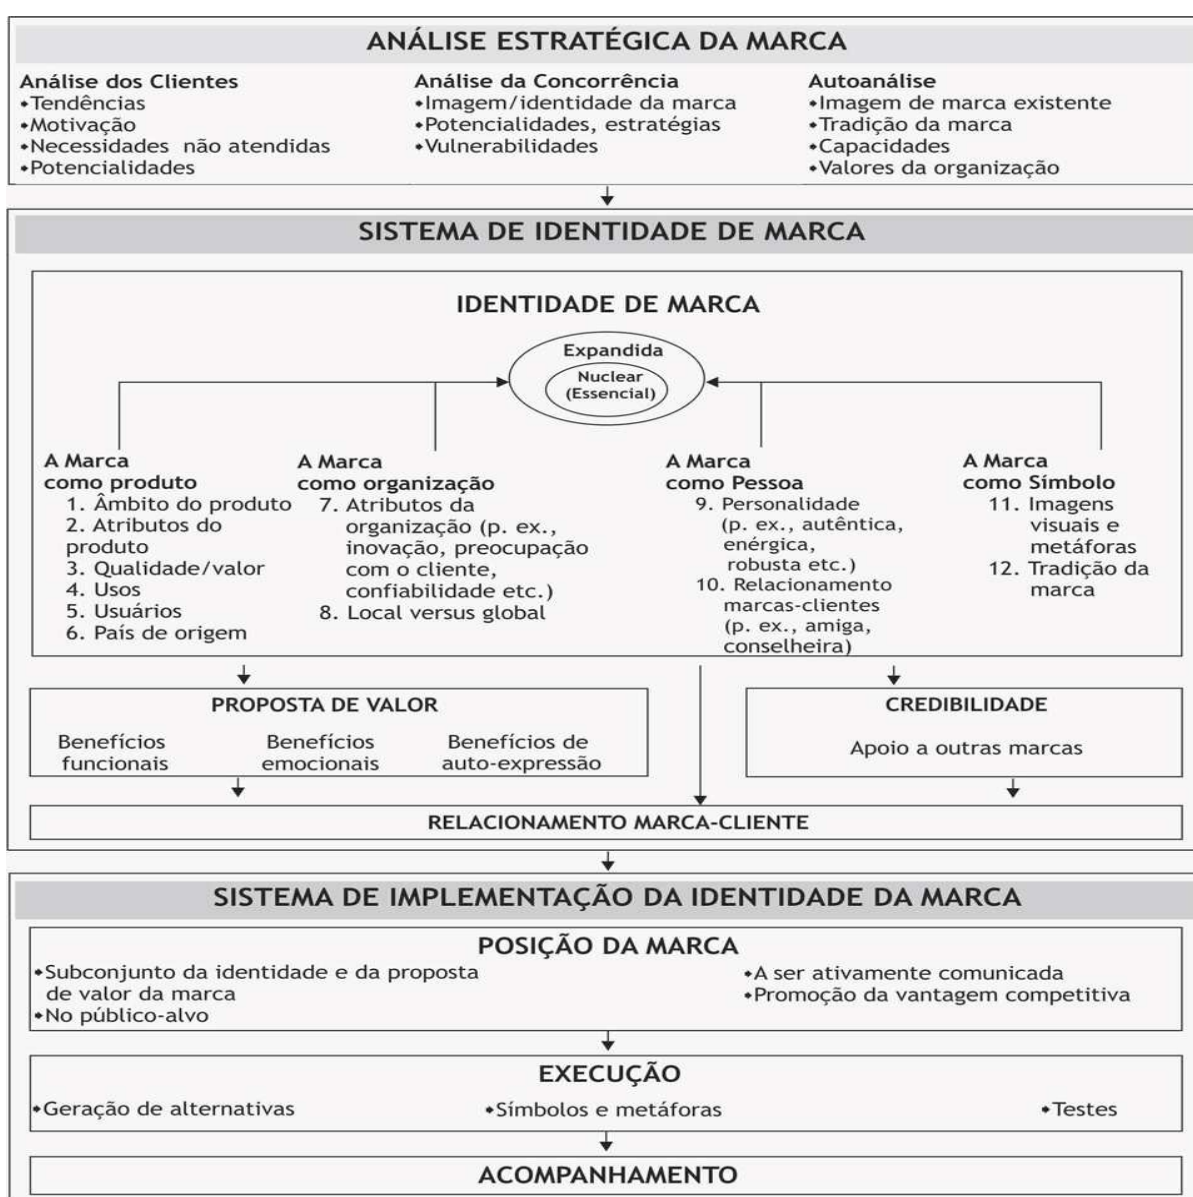 ANÁLISE ESTRATÉGICA DA MARCA
Análise dos Clientes
•Tendências
•Motivação
•Necessidades não atendidas
•Potencialidades
Análise da Concorrência
•Imagem/identidade da marca
•Potencialidades, estratégias
•Vulnerabilidades
Autoanálise
•Imagem de marca existente
•Tradição da marca
•Capacidades
•Valores da organização
SISTEMA DE IDENTIDADE DE MARCA
IDENTIDADE DE MARCA
Expandida
Nuclear
(Essencial)
A Marca
como produto
1. Âmbito do produto
2. Atributos do
produto
3. Qualidade/valor
4. Usos
5. Usuários
6. País de origem
A Marca
como organização
7. Atributos da
organização (p. ex.,
inovação, preocupação
com o cliente,
confiabilidade etc.)
8. Local versus global
A Marca
como Pessoa
9. Personalidade
(p. ex., autêntica,
enérgica,
robusta etc.)
10. Relacionamento
marcas-clientes
(p. ex., amiga,
conselheira)
A Marca
como Símbolo
11. Imagens
visuais e
metáforas
12. Tradição da
marca
PROPOSTA DE VALOR
Benefícios
funcionais
Benefícios
emocionais
Benefícios de
auto-expressão
CREDIBILIDADE
Apoio a outras marcas
RELACIONAMENTO MARCA-CLIENTE
SISTEMA DE IMPLEMENTAÇÃO DA IDENTIDADE DA MARCA
POSIÇÃO DA MARCA
•Subconjunto da identidade e da proposta
de valor da marca
•No público-alvo
•A ser ativamente comunicada
•Promoção da vantagem competitiva
EXECUÇÃO
•Geração de alternativas
•Símbolos e metáforas
•Testes
ACOMPANHAMENTO